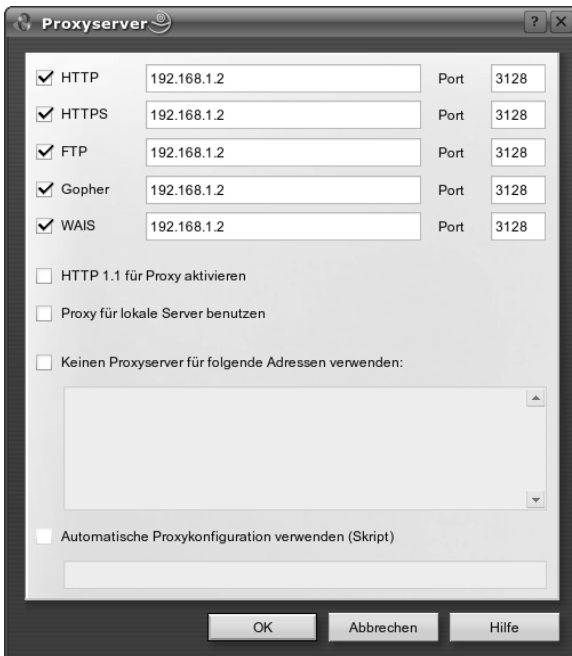 Proxyserver
HTTP 192.168.1.2 Port 3128
HTTPS 192.168.1.2 Port 3128
FTP 192.168.1.2 Port 3128
Gopher 192.168.1.2 Port 3128
WAIS 192.168.1.2 Port 3128
HTTP 1.1 für Proxy aktivieren
Proxy für lokale Server benutzen
Keinen Proxyserver für folgende Adressen verwenden:
Automatische Proxykonfiguration verwenden (Skript)
OK Abbrechen Hilfe